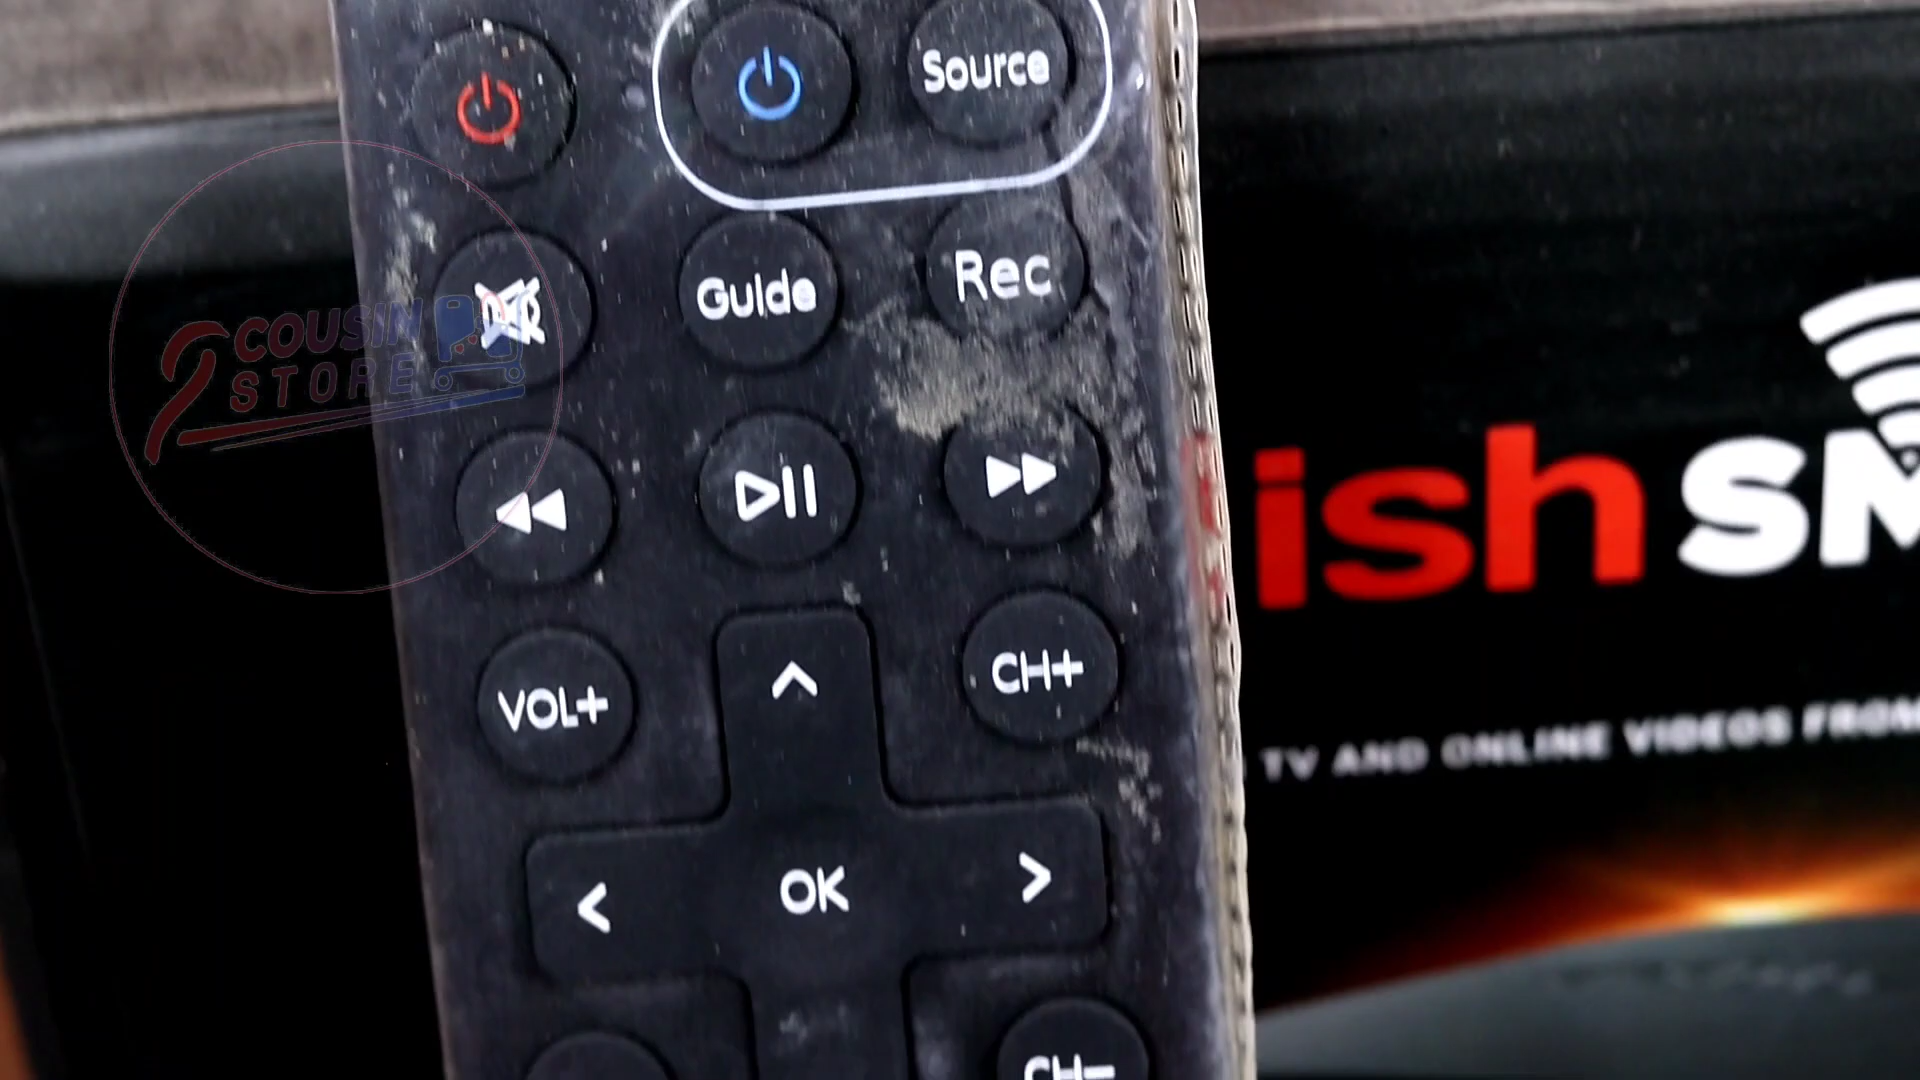 Source
Guide
Rec
2 COUSIN
STORE
ish SM
VOL+
CH+
TV AND ONLINE VIDEOS FROM
OK
CH-